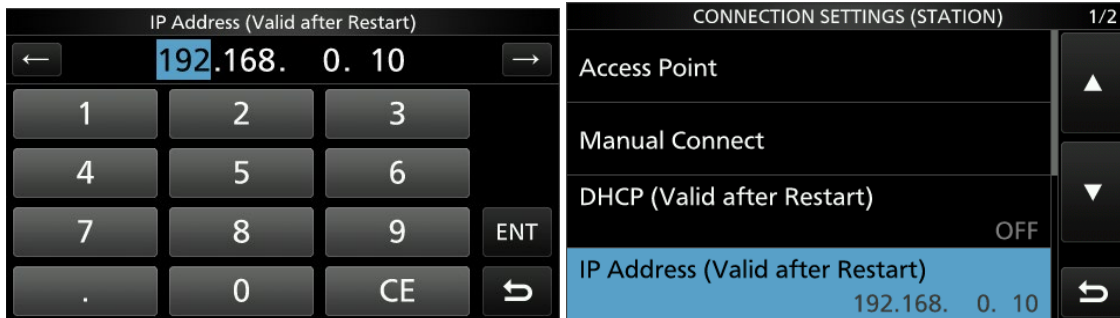 IP Address (Valid after Restart)
← 192.168. 0. 10 →
1 2 3
4 5 6
7 8 9 ENT
. 0 CE
CONNECTION SETTINGS (STATION) 1/2
Access Point
Manual Connect
DHCP (Valid after Restart)
OFF
IP Address (Valid after Restart)
192.168. 0. 10